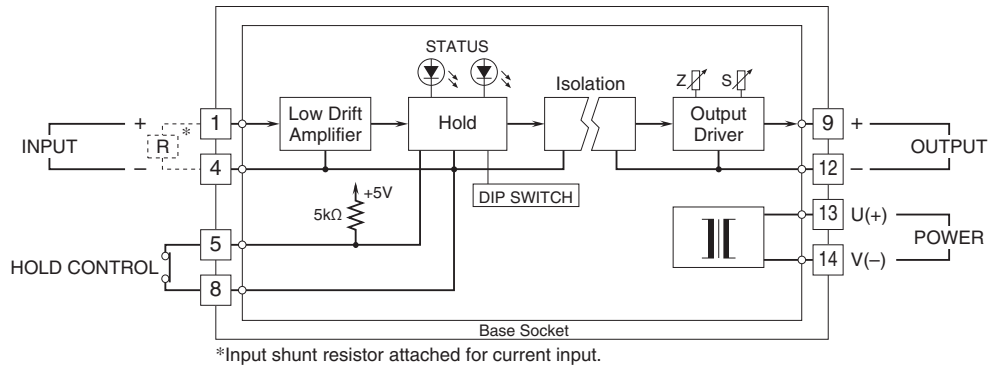 STATUS
Z S
Isolation
INPUT + − R * 1 4
Low Drift
Amplifier
Hold
Output
Driver
9 + 12 − OUTPUT
DIP SWITCH
+5V
5kΩ
HOLD CONTROL 5 8
13 U(+)
14 V(−)
POWER
Base Socket
*Input shunt resistor attached for current input.